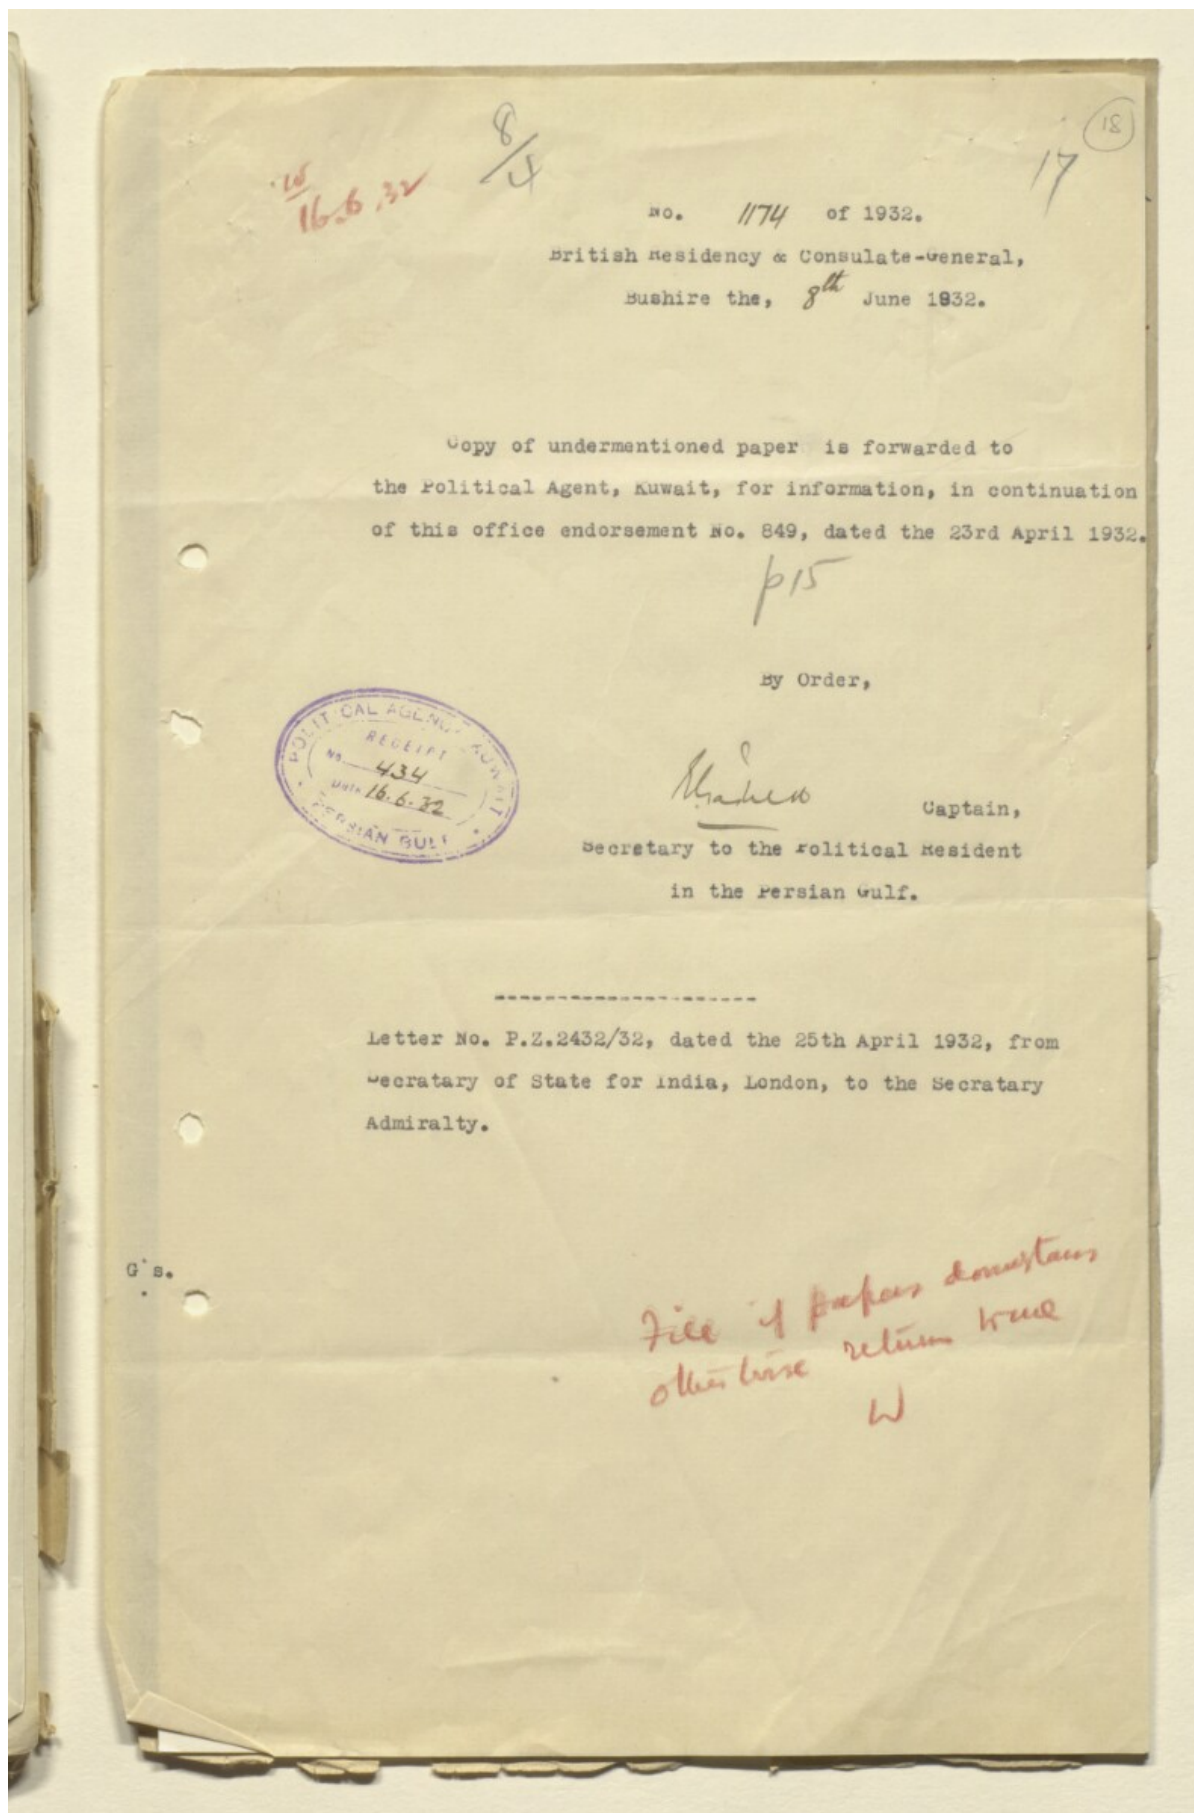 18
8/4
17
16.6.32
No. 1174 of 1932.
British Residency & Consulate-General,
Bushire the, 8th June 1932.
Copy of undermentioned paper is forwarded to
the Political Agent, Kuwait, for information, in continuation
of this office endorsement No. 849, dated the 23rd April 1932.
p15
By Order,
POLITICAL AGENCY KUWAIT
RECEIPT
No. 434
DATE 16.6.32
PERSIAN GULF
Captain,
Secretary to the Political Resident
in the Persian Gulf.
---------------------
Letter No. P.Z.2432/32, dated the 25th April 1932, from
Secratary of State for India, London, to the Secratary
Admiralty.
G s.
File if papers
otherwise return
W